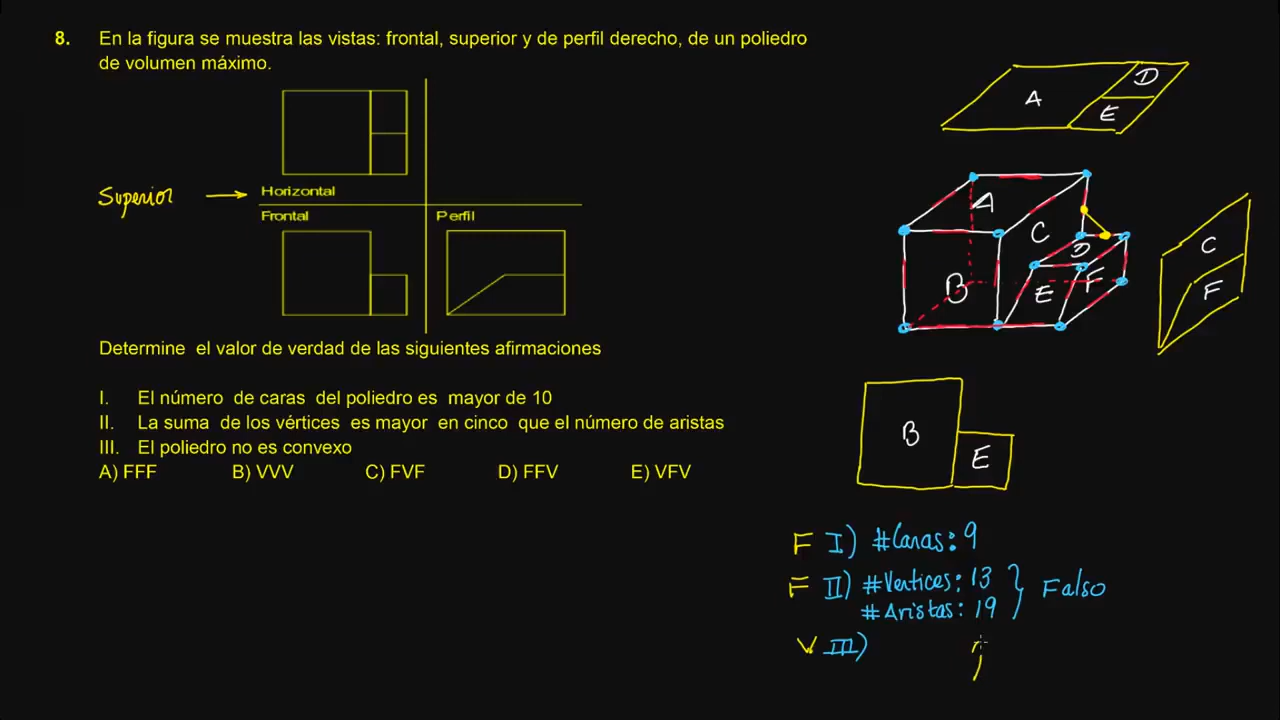 8. En la figura se muestra las vistas: frontal, superior y de perfil derecho, de un poliedro
de volumen máximo.
Superior
Horizontal
Frontal
Perfil
Determine el valor de verdad de las siguientes afirmaciones
I. El número de caras del poliedro es mayor de 10
II. La suma de los vértices es mayor en cinco que el número de aristas
III. El poliedro no es convexo
A) FFF B) VVV C) FVF D) FFV E) VFV
A
D
E
A
C
D
B
E
F
C
F
B
E
F I) #Caras: 9
F II) #Vertices: 13
#Aristas: 19
Falso
V III)